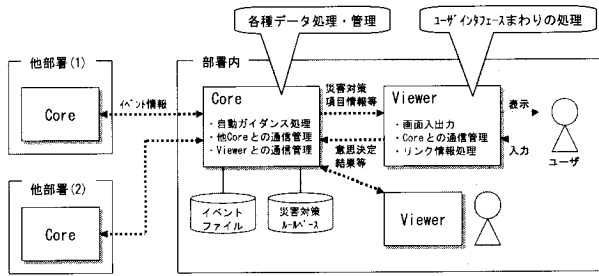 各種データ処理・管理
ユーザインタフェースまわりの処理
他部署(1)
Core
イベント情報
他部署(2)
Core
部署内
Core
・自動ガイダンス処理
・他Coreとの通信管理
・Viewerとの通信管理
災害対策
項目情報等
意思決定
結果等
Viewer
・画面入出力
・Coreとの通信管理
・リンク情報処理
表示
入力
ユーザ
イベント
ファイル
災害対策
ルールベース
Viewer